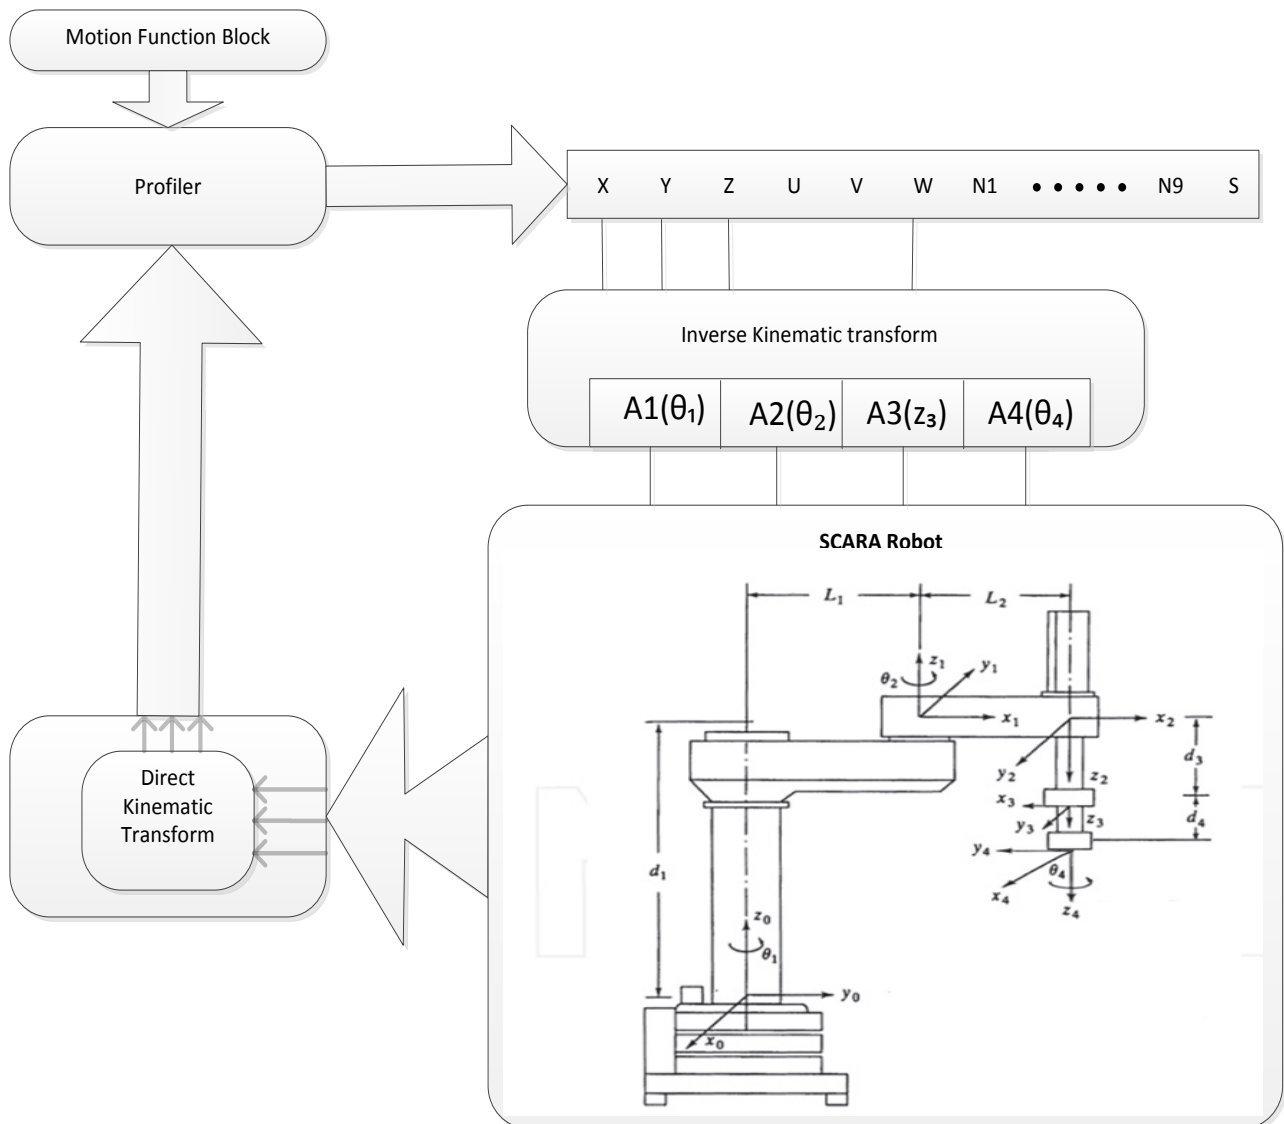 Motion Function Block
Profiler
X Y Z U V W N1 • • • • • N9 S
Inverse Kinematic transform
A1(θ₁) A2(θ₂) A3(z₃) A4(θ₄)
SCARA Robot
L₁ L₂
z₁
y₁
θ₂
x₁
x₂
d₃
y₂
z₂
x₃
z₃
y₃
d₄
y₄
θ₄
x₄
z₄
d₁
z₀
θ₁
y₀
x₀
Direct
Kinematic
Transform